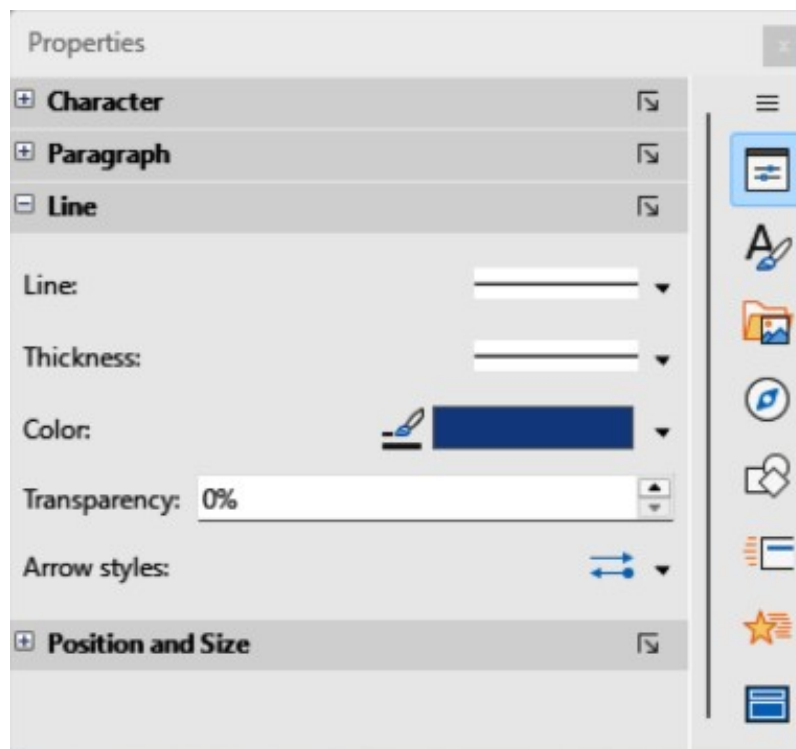 Properties
Character
Paragraph
Line
Line:
Thickness:
Color:
Transparency: 0%
Arrow styles:
Position and Size